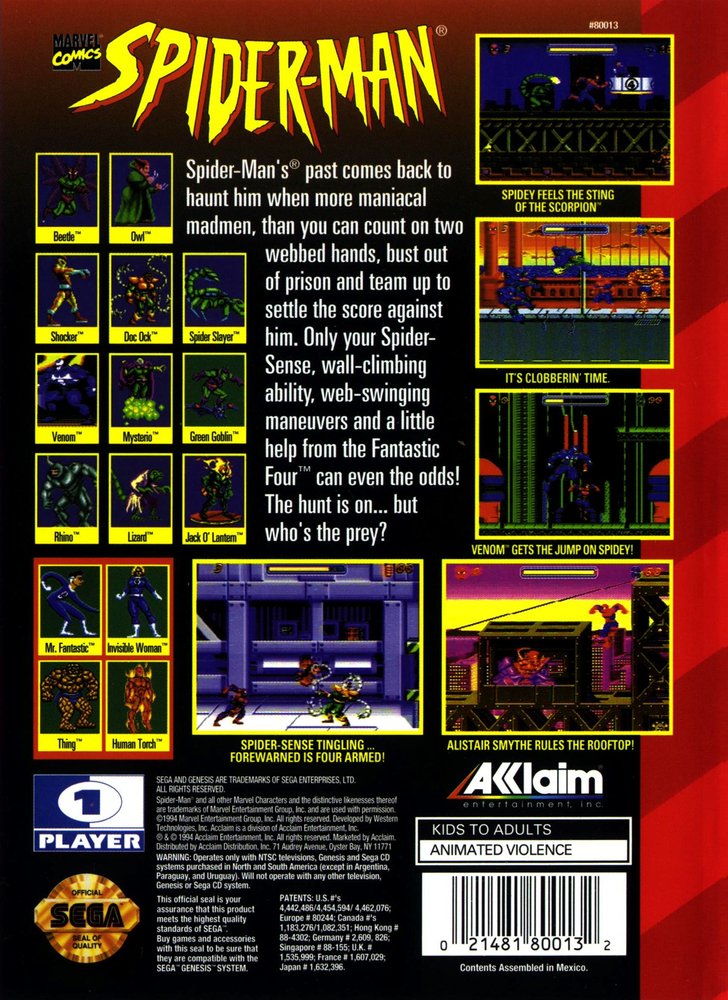 #80013
MARVEL
COMICS
SPIDER-MAN®
Spider-Man's® past comes back to
haunt him when more maniacal
madmen, than you can count on two
webbed hands, bust out
of prison and team up to
settle the score against
him. Only your Spider-
Sense, wall-climbing
ability, web-swinging
maneuvers and a little
help from the Fantastic
Four™ can even the odds!
The hunt is on... but
who's the prey?
Beetle™
Owl™
Shocker™
Doc Ock™
Spider Slayer™
Venom™
Mysterio™
Green Goblin™
Rhino™
Lizard™
Jack O' Lantern™
Mr. Fantastic™
Invisible Woman™
Thing™
Human Torch™
SPIDEY FEELS THE STING
OF THE SCORPION™
IT'S CLOBBERIN' TIME.
VENOM™ GETS THE JUMP ON SPIDEY!
SPIDER-SENSE TINGLING ...
FOREWARNED IS FOUR ARMED!
ALISTAIR SMYTHE RULES THE ROOFTOP!
1
PLAYER
SEGA AND GENESIS ARE TRADEMARKS OF SEGA ENTERPRISES, LTD.
ALL RIGHTS RESERVED.
Spider-Man® and all other Marvel Characters and the distinctive likenesses thereof
are trademarks of Marvel Entertainment Group, Inc. and are used with permission.
©1994 Marvel Entertainment Group, Inc. All rights reserved. Developed by Western
Technologies, Inc. Acclaim is a division of Acclaim Entertainment, Inc.
® & © 1994 Acclaim Entertainment, Inc. All rights reserved. Marketed by Acclaim.
Distributed by Acclaim Distribution, Inc. 71 Audrey Avenue, Oyster Bay, NY 11771
WARNING: Operates only with NTSC televisions, Genesis and Sega CD
systems purchased in North and South America (except in Argentina,
Paraguay, and Uruguay). Will not operate with any other television,
Genesis or Sega CD system.
OFFICIAL
SEGA
SEAL OF
QUALITY
This official seal is your
assurance that this product
meets the highest quality
standards of SEGA™.
Buy games and accessories
with this seal to be sure that
they are compatible with the
SEGA™ GENESIS™ SYSTEM.
PATENTS: U.S. #'s
4,442,486/4,454,594/ 4,462,076;
Europe # 80244; Canada #'s
1,183,276/1,082,351; Hong Kong #
88-4302; Germany # 2,609, 826;
Singapore # 88-155; U.K. #
1,535,999; France # 1,607,029;
Japan # 1,632,396.
AKKlaim
entertainment, inc.
KIDS TO ADULTS
ANIMATED VIOLENCE
0 21481 80013 2
Contents Assembled in Mexico.